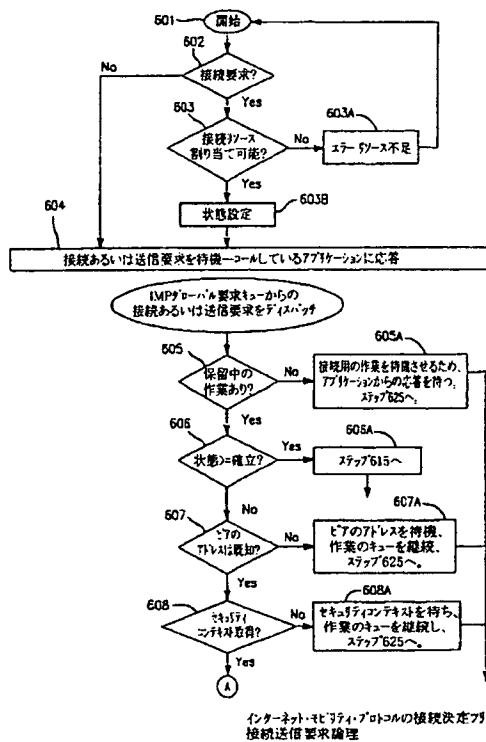 601
開始
602
接続要求?
No
Yes
603
接続リソース
割り当て可能?
No
603A
エラー リソース不足
Yes
603B
状態設定
604
接続あるいは送信要求を待機ーコールしているアプリケーションに応答
IMPグローバル要求キューからの
接続あるいは送信要求をディスパッチ
605
保留中の
作業あり?
No
605A
接続用の作業を待機させるため、
アプリケーションからの応答を待つ;
ステップ625へ;
Yes
606
状態>=確立?
Yes
606A
ステップ615へ
No
607
ピアの
アドレスは既知?
No
607A
ピアのアドレスを待機、
作業のキューを継続、
ステップ625へ。
Yes
608
セキュリティ
コンテキスト取得?
No
608A
セキュリティコンテキストを待ち、
作業のキューを継続し、
ステップ625へ。
Yes
A
インターネット・モビリティ・プロトコルの接続決定フリ
接続送信要求論理